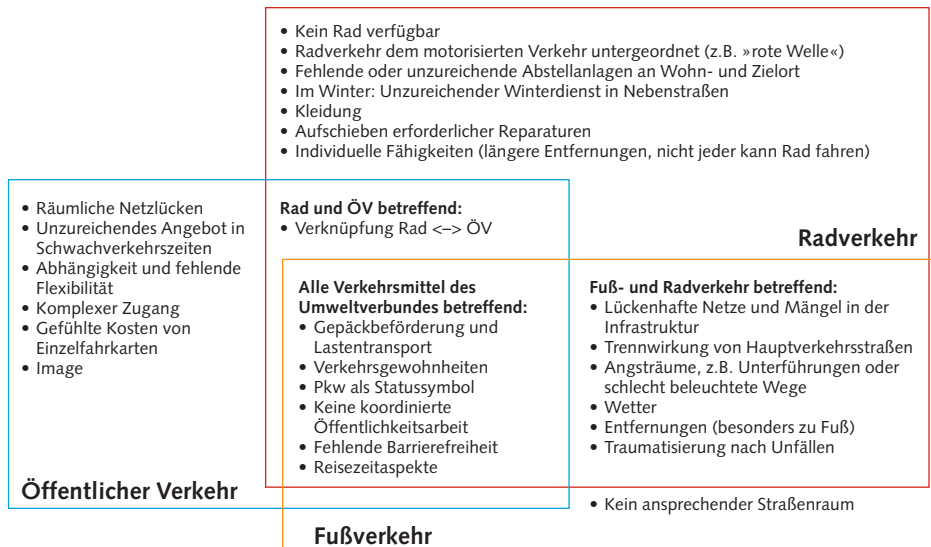 • Kein Rad verfügbar
• Radverkehr dem motorisierten Verkehr untergeordnet (z.B. »rote Welle«)
• Fehlende oder unzureichende Abstellanlagen an Wohn- und Zielort
• Im Winter: Unzureichender Winterdienst in Nebenstraßen
• Kleidung
• Aufschieben erforderlicher Reparaturen
• Individuelle Fähigkeiten (längere Entfernungen, nicht jeder kann Rad fahren)
• Räumliche Netzlücken
• Unzureichendes Angebot in
Schwachverkehrszeiten
• Abhängigkeit und fehlende
Flexibilität
• Komplexer Zugang
• Gefühlte Kosten von
Einzelfahrkarten
• Image
Öffentlicher Verkehr
Rad und ÖV betreffend:
• Verknüpfung Rad <–> ÖV
Radverkehr
Alle Verkehrsmittel des
Umweltverbundes betreffend:
• Gepäckbeförderung und
Lastentransport
• Verkehrsgewohnheiten
• Pkw als Statussymbol
• Keine koordinierte
Öffentlichkeitsarbeit
• Fehlende Barrierefreiheit
• Reisezeitaspekte
Fuß- und Radverkehr betreffend:
• Lückenhafte Netze und Mängel in der
Infrastruktur
• Trennwirkung von Hauptverkehrsstraßen
• Angsträume, z.B. Unterführungen oder
schlecht beleuchtete Wege
• Wetter
• Entfernungen (besonders zu Fuß)
• Traumatisierung nach Unfällen
• Kein ansprechender Straßenraum
Fußverkehr